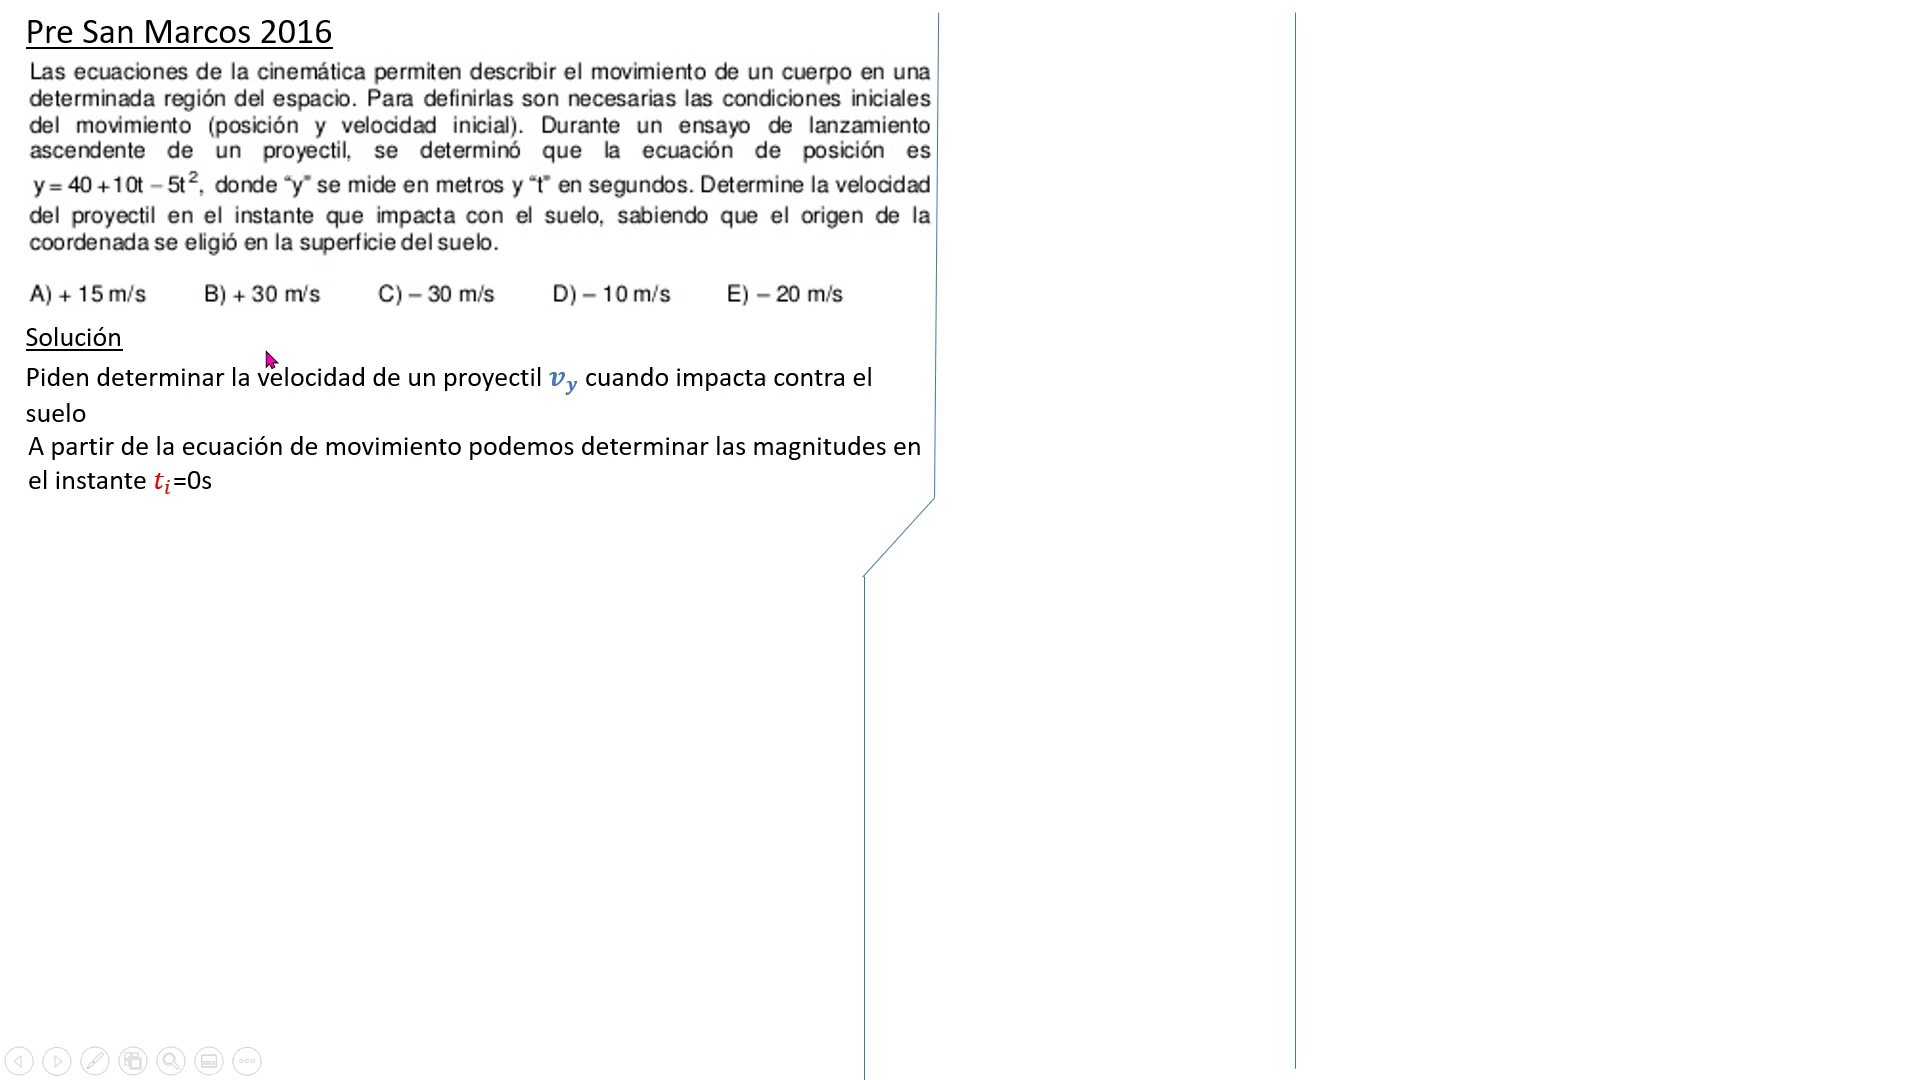 Pre San Marcos 2016
Las ecuaciones de la cinemática permiten describir el movimiento de un cuerpo en una
determinada región del espacio. Para definirlas son necesarias las condiciones iniciales
del movimiento (posición y velocidad inicial). Durante un ensayo de lanzamiento
ascendente de un proyectil, se determinó que la ecuación de posición es
y = 40 + 10t – 5t², donde “y” se mide en metros y “t” en segundos. Determine la velocidad
del proyectil en el instante que impacta con el suelo, sabiendo que el origen de la
coordenada se eligió en la superficie del suelo.
A) + 15 m/s B) + 30 m/s C) – 30 m/s D) – 10 m/s E) – 20 m/s
Solución
Piden determinar la velocidad de un proyectil v_y cuando impacta contra el
suelo
A partir de la ecuación de movimiento podemos determinar las magnitudes en
el instante t_i=0s